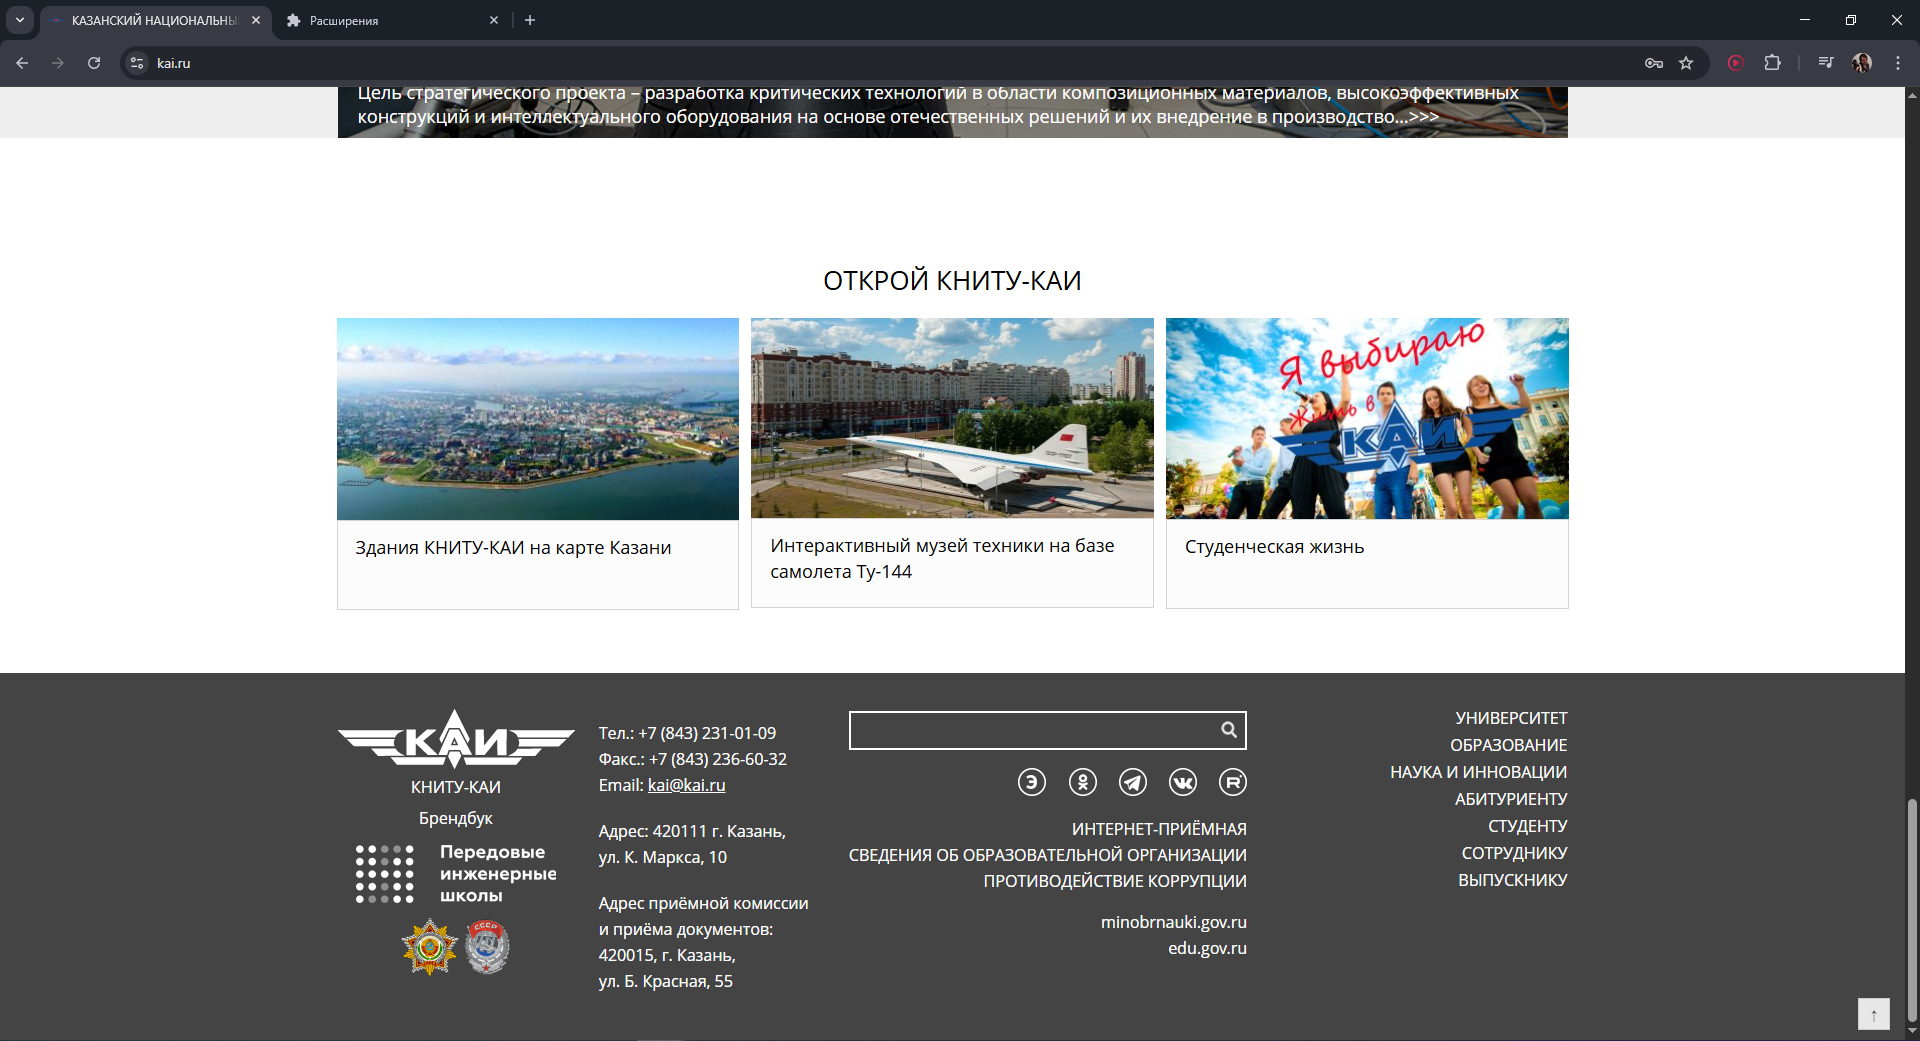 КАЗАНСКИЙ НАЦИОНАЛЬНЫ
Расширения
kai.ru
Цель стратегического проекта – разработка критических технологий в области композиционных материалов, высокоэффективных
конструкций и интеллектуального оборудования на основе отечественных решений и их внедрение в производство...>>>
ОТКРОЙ КНИТУ-КАИ
Я выбираю
жить в
КАИ
Здания КНИТУ-КАИ на карте Казани
Интерактивный музей техники на базе
самолета Ту-144
Студенческая жизнь
КАИ
КНИТУ-КАИ
Брендбук
Передовые
инженерные
школы
СССР
Тел.: +7 (843) 231-01-09
Факс.: +7 (843) 236-60-32
Email: kai@kai.ru
Адрес: 420111 г. Казань,
ул. К. Маркса, 10
Адрес приёмной комиссии
и приёма документов:
420015, г. Казань,
ул. Б. Красная, 55
ИНТЕРНЕТ-ПРИЁМНАЯ
СВЕДЕНИЯ ОБ ОБРАЗОВАТЕЛЬНОЙ ОРГАНИЗАЦИИ
ПРОТИВОДЕЙСТВИЕ КОРРУПЦИИ
minobrnauki.gov.ru
edu.gov.ru
УНИВЕРСИТЕТ
ОБРАЗОВАНИЕ
НАУКА И ИННОВАЦИИ
АБИТУРИЕНТУ
СТУДЕНТУ
СОТРУДНИКУ
ВЫПУСКНИКУ